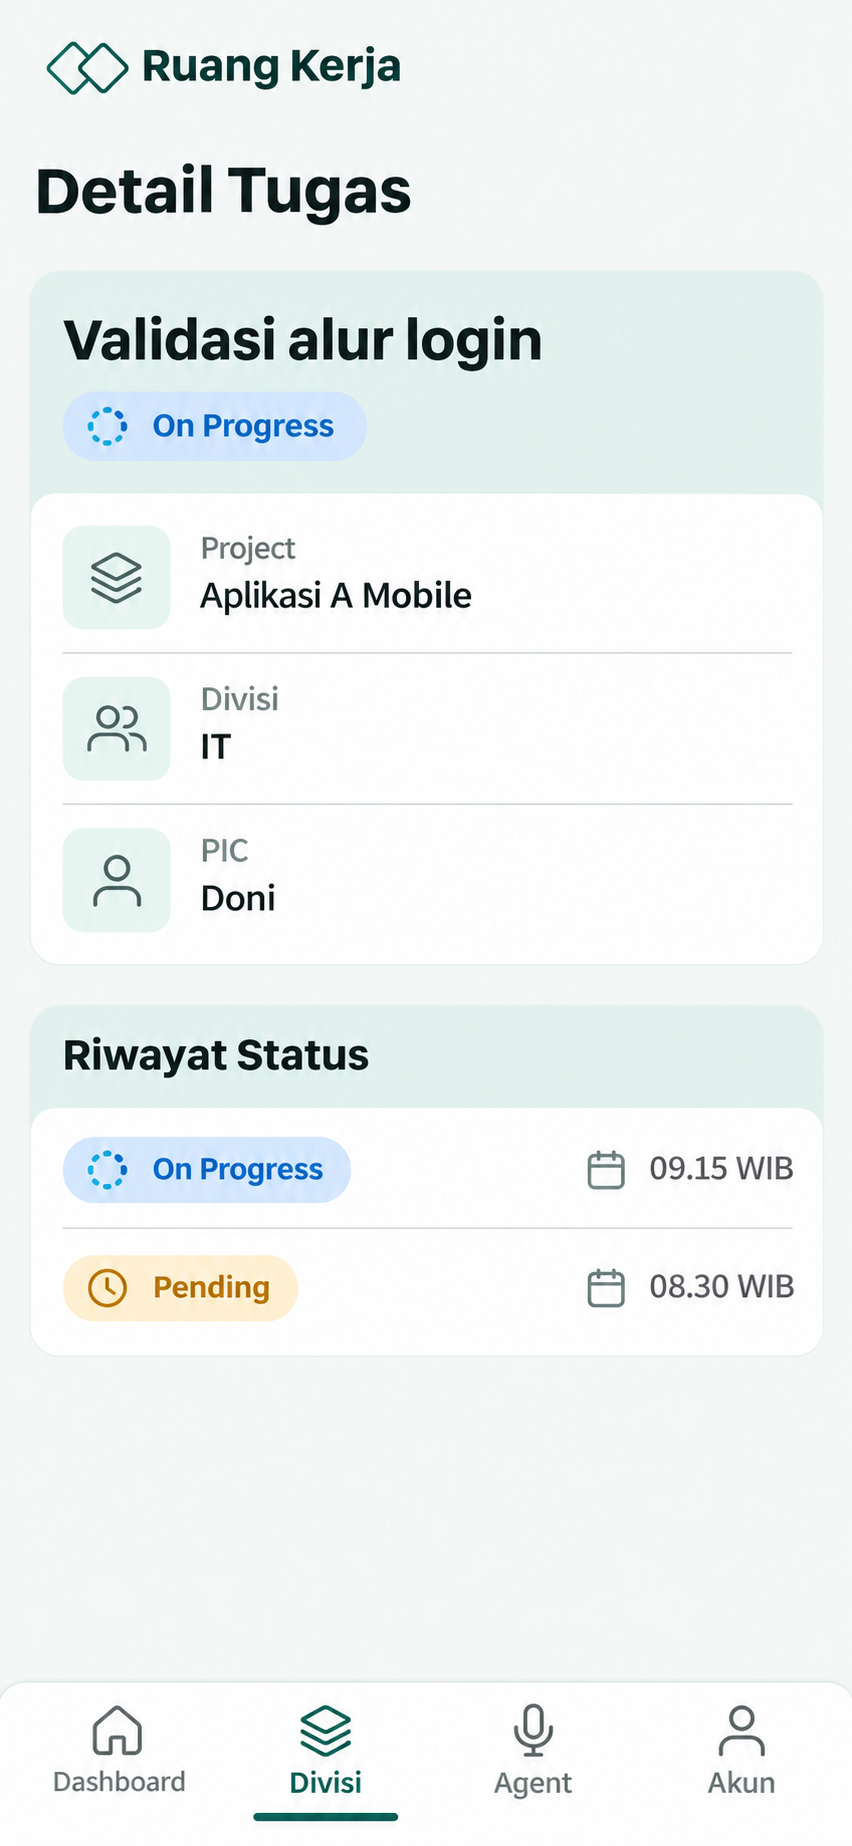 Ruang Kerja
Detail Tugas
Validasi alur login
On Progress
Project
Aplikasi A Mobile
Divisi
IT
PIC
Doni
Riwayat Status
On Progress 09.15 WIB
Pending 08.30 WIB
Dashboard Divisi Agent Akun